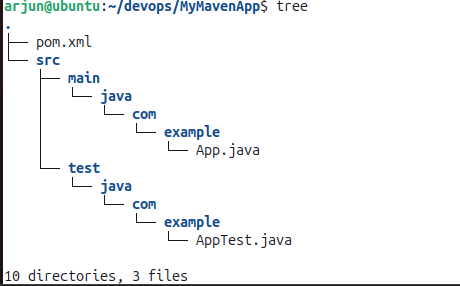 arjun@ubuntu:~/devops/MyMavenApp$ tree
.
├── pom.xml
└── src
    ├── main
    │   └── java
    │       └── com
    │           └── example
    │               └── App.java
    └── test
        └── java
            └── com
                └── example
                    └── AppTest.java

10 directories, 3 files